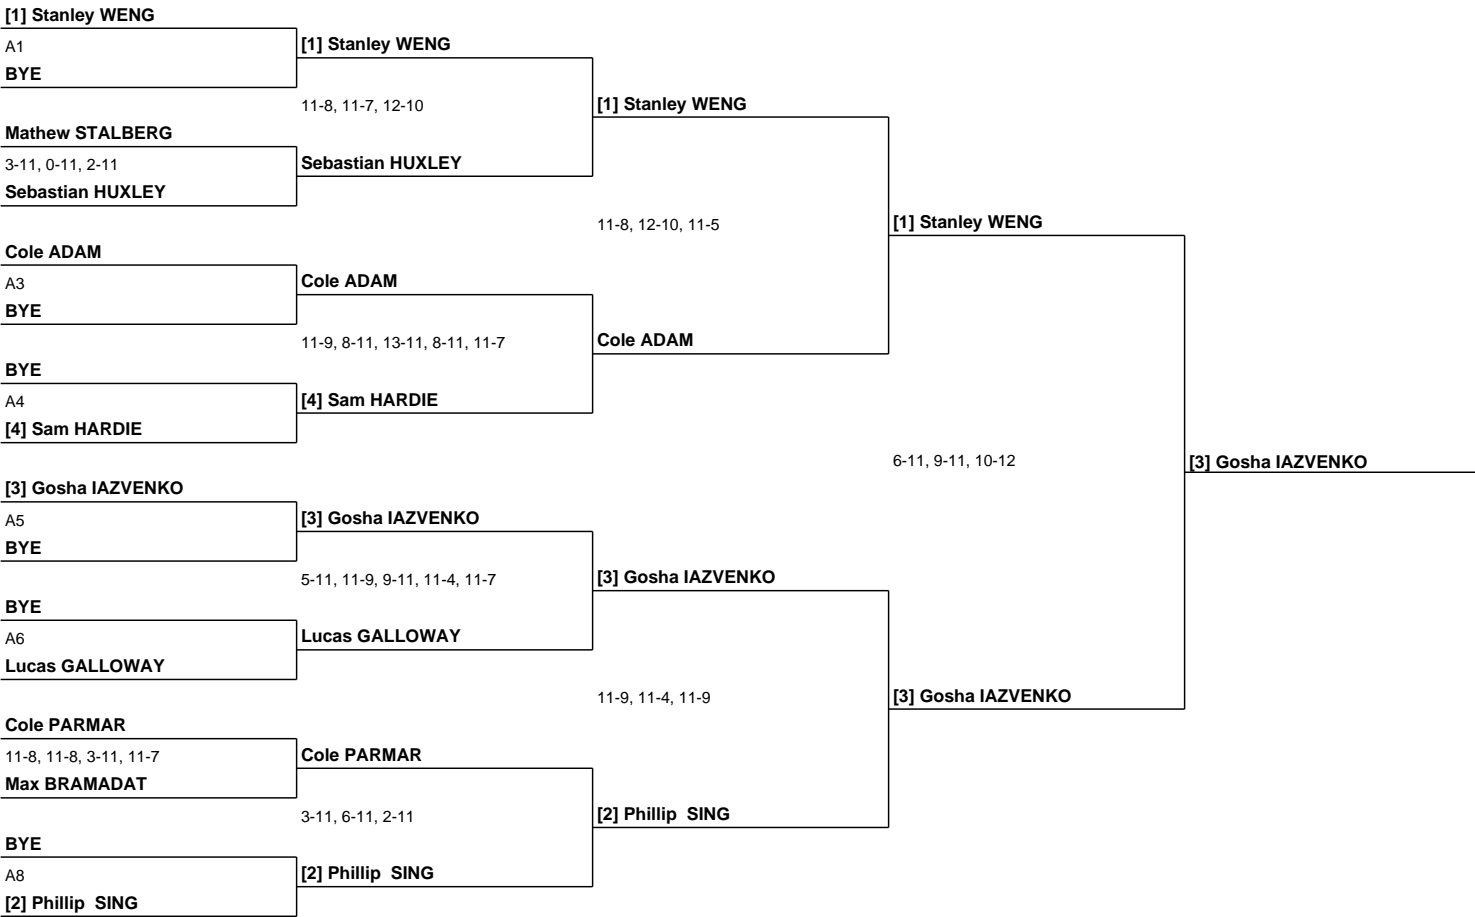 [1] Stanley WENG
A1
BYE
Mathew STALBERG
3-11, 0-11, 2-11
Sebastian HUXLEY
Cole ADAM
A3
BYE
BYE
A4
[4] Sam HARDIE
[3] Gosha IAZVENKO
A5
BYE
BYE
A6
Lucas GALLOWAY
Cole PARMAR
11-8, 11-8, 3-11, 11-7
Max BRAMADAT
BYE
A8
[2] Phillip  SING
[1] Stanley WENG
11-8, 11-7, 12-10
Sebastian HUXLEY
Cole ADAM
11-9, 8-11, 13-11, 8-11, 11-7
[4] Sam HARDIE
[3] Gosha IAZVENKO
5-11, 11-9, 9-11, 11-4, 11-7
Lucas GALLOWAY
Cole PARMAR
3-11, 6-11, 2-11
[2] Phillip  SING
[1] Stanley WENG
11-8, 12-10, 11-5
Cole ADAM
[3] Gosha IAZVENKO
11-9, 11-4, 11-9
[2] Phillip  SING
[1] Stanley WENG
6-11, 9-11, 10-12
[3] Gosha IAZVENKO
[3] Gosha IAZVENKO